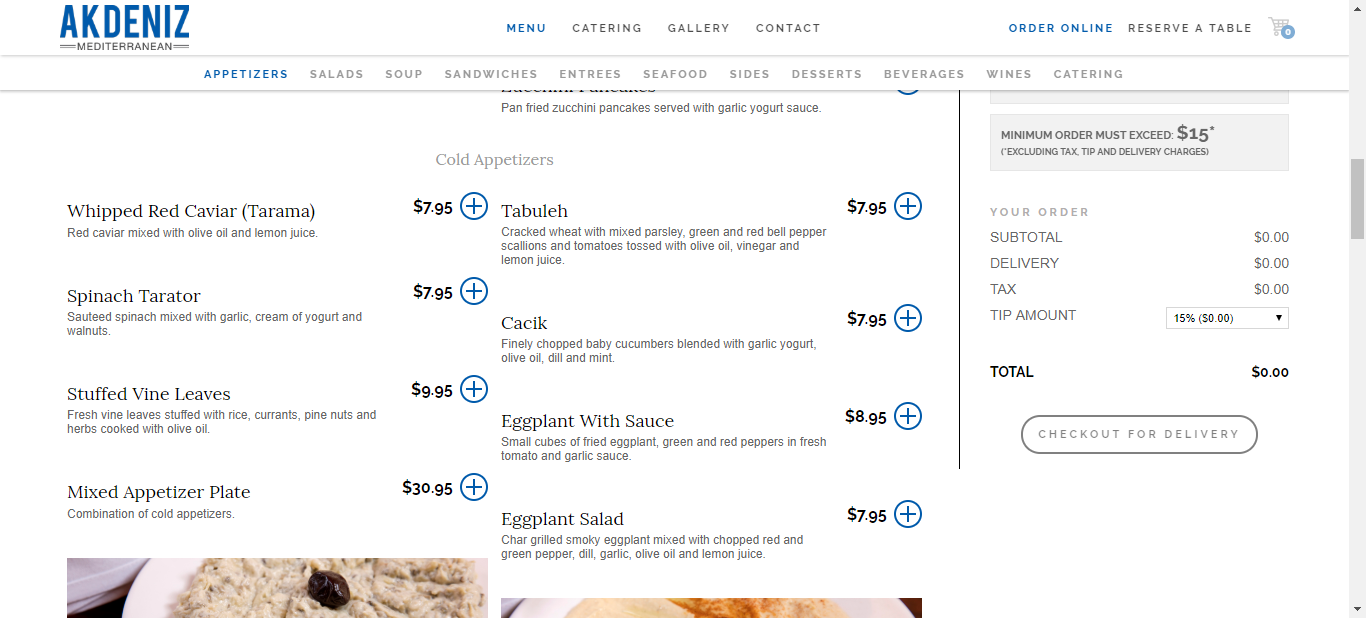 AKDENIZ
MEDITERRANEAN
MENU CATERING GALLERY CONTACT
ORDER ONLINE RESERVE A TABLE 0
APPETIZERS SALADS SOUP SANDWICHES ENTREES SEAFOOD SIDES DESSERTS BEVERAGES WINES CATERING
Zucchini Pancakes
Pan fried zucchini pancakes served with garlic yogurt sauce.
Cold Appetizers
Whipped Red Caviar (Tarama) $7.95
Red caviar mixed with olive oil and lemon juice.
Spinach Tarator $7.95
Sauteed spinach mixed with garlic, cream of yogurt and
walnuts.
Stuffed Vine Leaves $9.95
Fresh vine leaves stuffed with rice, currants, pine nuts and
herbs cooked with olive oil.
Mixed Appetizer Plate $30.95
Combination of cold appetizers.
Tabuleh $7.95
Cracked wheat with mixed parsley, green and red bell pepper
scallions and tomatoes tossed with olive oil, vinegar and
lemon juice.
Cacik $7.95
Finely chopped baby cucumbers blended with garlic yogurt,
olive oil, dill and mint.
Eggplant With Sauce $8.95
Small cubes of fried eggplant, green and red peppers in fresh
tomato and garlic sauce.
Eggplant Salad $7.95
Char grilled smoky eggplant mixed with chopped red and
green pepper, dill, garlic, olive oil and lemon juice.
MINIMUM ORDER MUST EXCEED: $15*
(*EXCLUDING TAX, TIP AND DELIVERY CHARGES)
YOUR ORDER
SUBTOTAL $0.00
DELIVERY $0.00
TAX $0.00
TIP AMOUNT 15% ($0.00)
TOTAL $0.00
CHECKOUT FOR DELIVERY